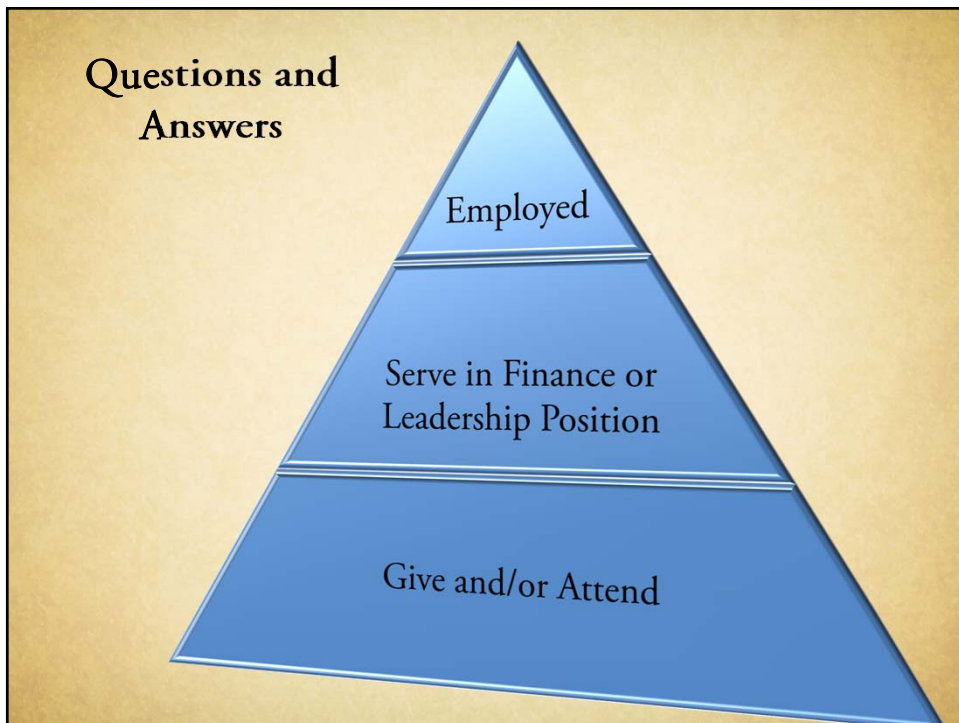 Questions and
Answers
Employed
Serve in Finance or
Leadership Position
Give and/or Attend